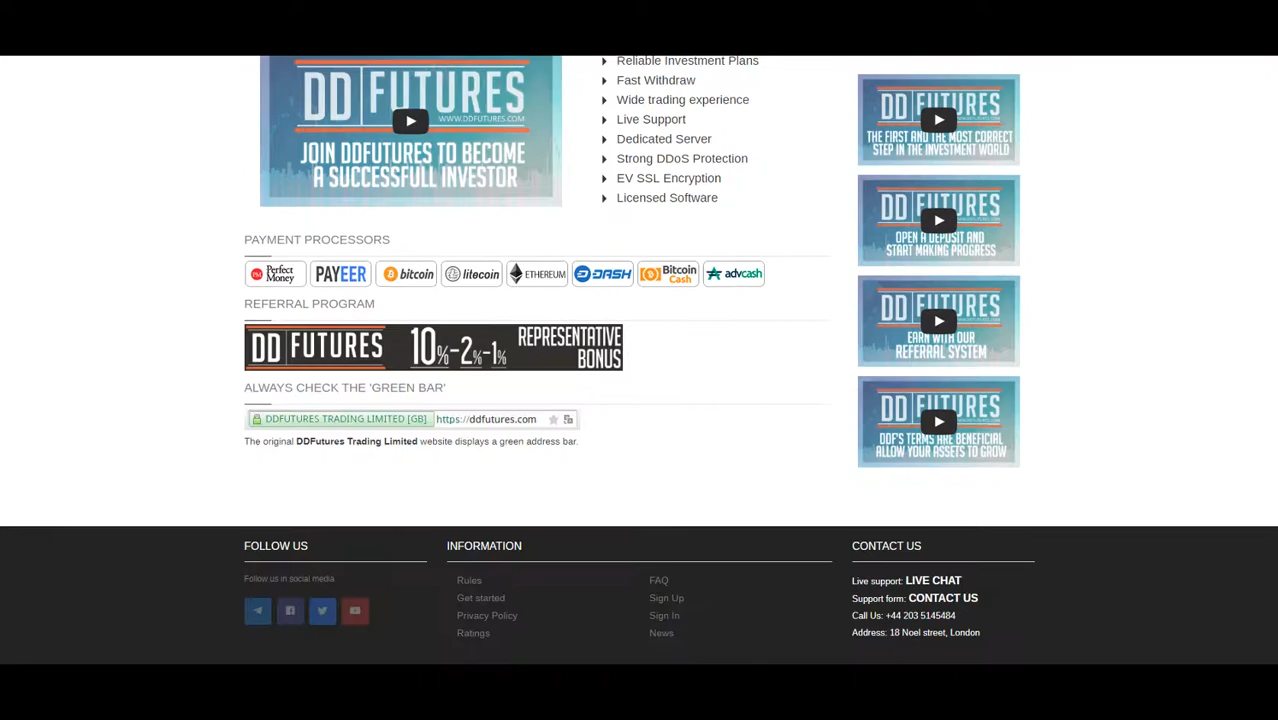 DD FUTURES
WWW.DDFUTURES.COM
JOIN DDFUTURES TO BECOME
A SUCCESSFULL INVESTOR
Reliable Investment Plans
Fast Withdraw
Wide trading experience
Live Support
Dedicated Server
Strong DDoS Protection
EV SSL Encryption
Licensed Software
PAYMENT PROCESSORS
PM Perfect Money PAYEER bitcoin litecoin ETHEREUM DASH Bitcoin Cash advcash
REFERRAL PROGRAM
DD FUTURES 10%-2%-1% REPRESENTATIVE
BONUS
ALWAYS CHECK THE 'GREEN BAR'
DDFUTURES TRADING LIMITED [GB] https://ddfutures.com
The original DDFutures Trading Limited website displays a green address bar.
DD FUTURES
THE FIRST AND THE MOST CORRECT
STEP IN THE INVESTMENT WORLD
DD FUTURES
OPEN A DEPOSIT AND
START MAKING PROGRESS
DD FUTURES
EARN WITH OUR
REFERRAL SYSTEM
DD FUTURES
DDF'S TERMS ARE BENEFICIAL
ALLOW YOUR ASSETS TO GROW
FOLLOW US
Follow us in social media
INFORMATION
Rules
Get started
Privacy Policy
Ratings
FAQ
Sign Up
Sign In
News
CONTACT US
Live support: LIVE CHAT
Support form: CONTACT US
Call Us: +44 203 5145484
Address: 18 Noel street, London